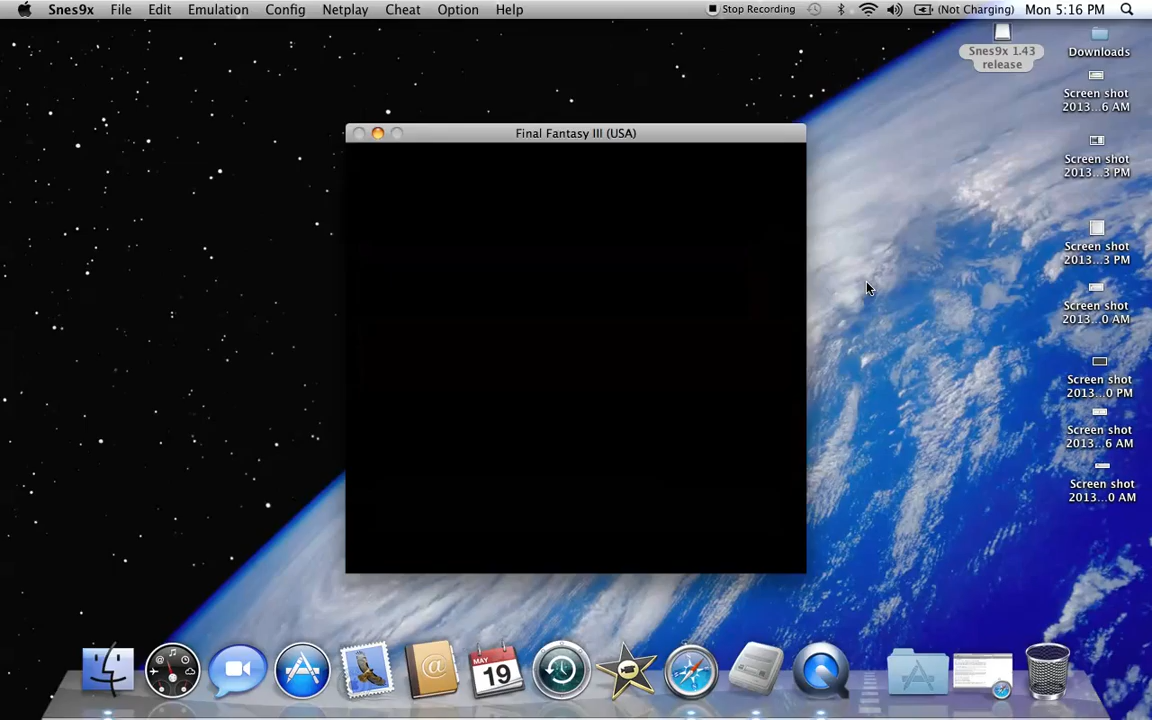 Snes9x File Edit Emulation Config Netplay Cheat Option Help Stop Recording (Not Charging) Mon 5:16 PM
Snes9x 1.43
release
Downloads
Screen shot
2013...6 AM
Screen shot
2013...3 PM
Screen shot
2013...3 PM
Screen shot
2013...0 AM
Screen shot
2013...0 PM
Screen shot
2013...6 AM
Screen shot
2013...0 AM
Final Fantasy III (USA)
MAY
19